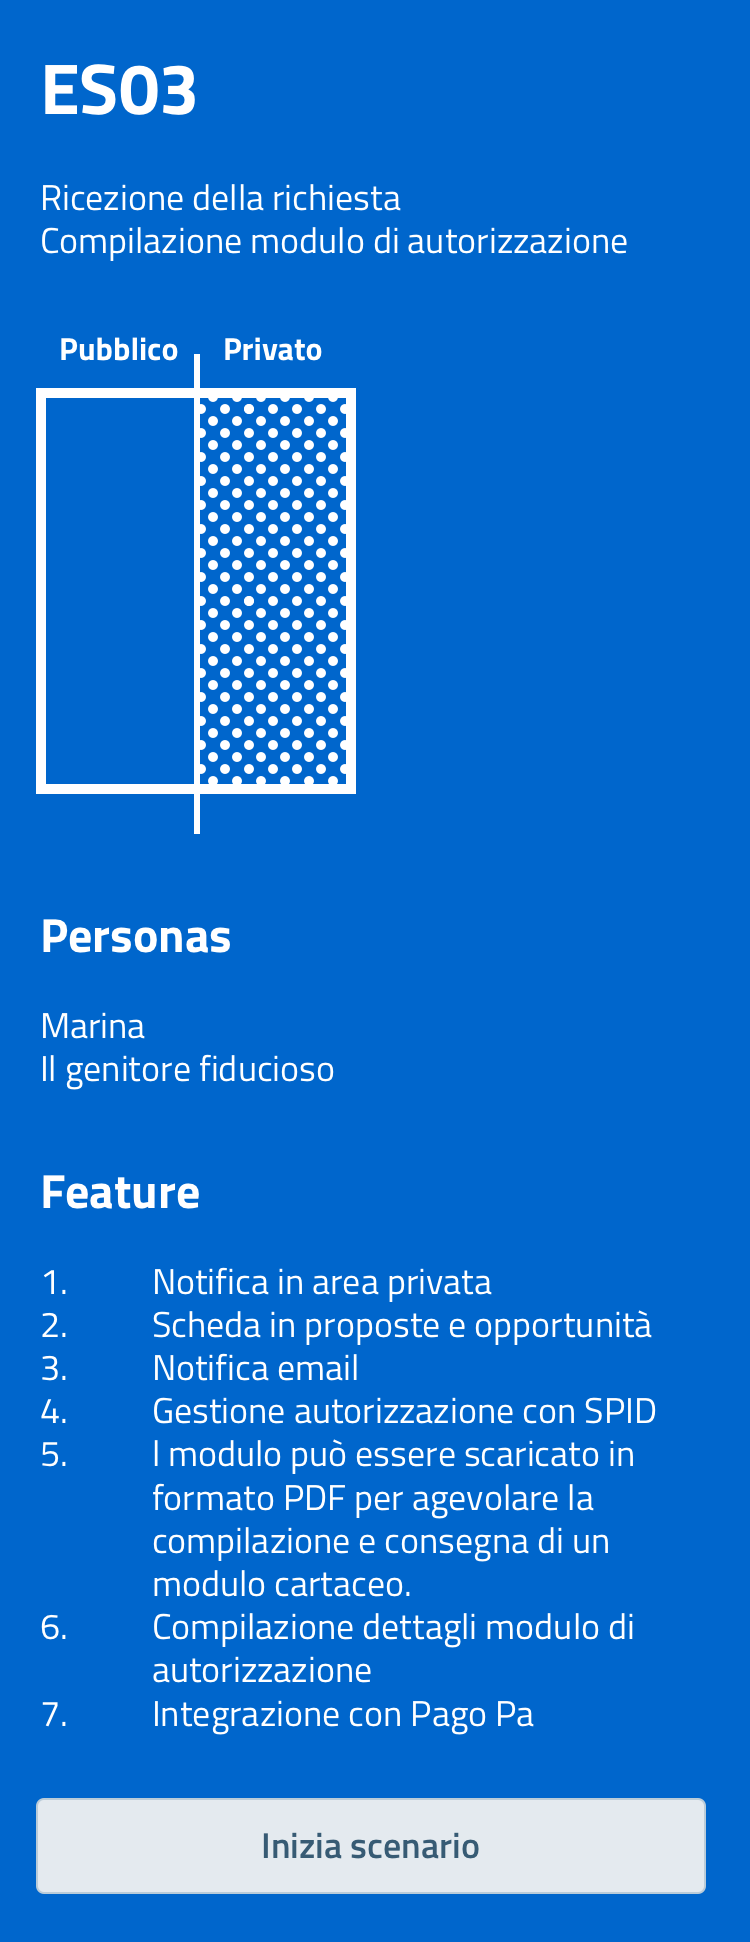 ES03
Ricezione della richiesta
Compilazione modulo di autorizzazione
Pubblico Privato
Personas
Marina
Il genitore fiducioso
Feature
1. Notifica in area privata
2. Scheda in proposte e opportunità
3. Notifica email
4. Gestione autorizzazione con SPID
5. l modulo può essere scaricato in
formato PDF per agevolare la
compilazione e consegna di un
modulo cartaceo.
6. Compilazione dettagli modulo di
autorizzazione
7. Integrazione con Pago Pa
Inizia scenario